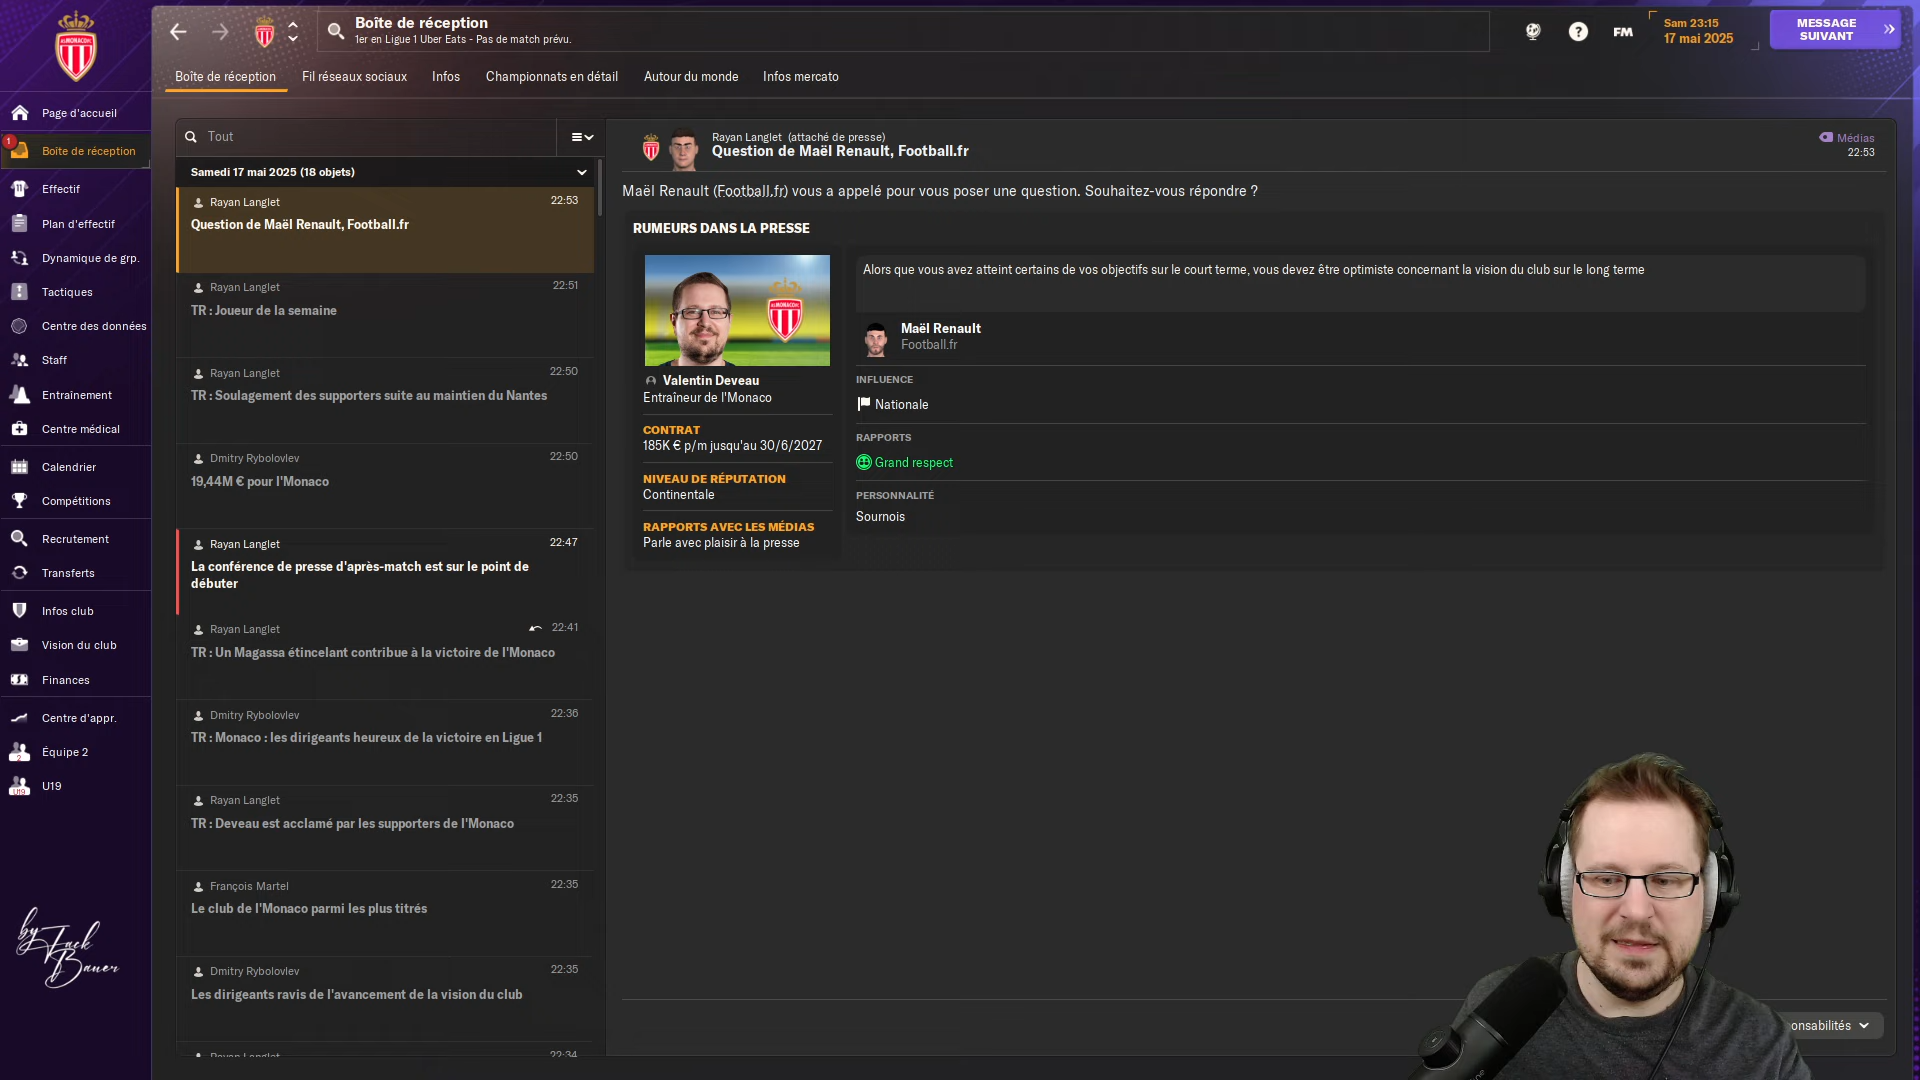 Boîte de réception
1er en Ligue 1 Uber Eats - Pas de match prévu.
FM
Sam 23:15
17 mai 2025
MESSAGE
SUIVANT
Boîte de réception
Fil réseaux sociaux
Infos
Championnats en détail
Autour du monde
Infos mercato
Page d'accueil
1
Boîte de réception
Effectif
Plan d'effectif
Dynamique de grp.
Tactiques
Centre des données
Staff
Entraînement
Centre médical
Calendrier
Compétitions
Recrutement
Transferts
Infos club
Vision du club
Finances
Centre d'appr.
Équipe 2
U19
by Jack
Bauer
Tout
Samedi 17 mai 2025 (18 objets)
Rayan Langlet 22:53
Question de Maël Renault, Football.fr
Rayan Langlet 22:51
TR : Joueur de la semaine
Rayan Langlet 22:50
TR : Soulagement des supporters suite au maintien du Nantes
Dmitry Rybolovlev 22:50
19,44M € pour l'Monaco
Rayan Langlet 22:47
La conférence de presse d'après-match est sur le point de
débuter
Rayan Langlet 22:41
TR : Un Magassa étincelant contribue à la victoire de l'Monaco
Dmitry Rybolovlev 22:36
TR : Monaco : les dirigeants heureux de la victoire en Ligue 1
Rayan Langlet 22:35
TR : Deveau est acclamé par les supporters de l'Monaco
François Martel 22:35
Le club de l'Monaco parmi les plus titrés
Dmitry Rybolovlev 22:35
Les dirigeants ravis de l'avancement de la vision du club
Rayan Langlet 22:34
Rayan Langlet (attaché de presse)
Question de Maël Renault, Football.fr
Médias
22:53
Maël Renault (Football.fr) vous a appelé pour vous poser une question. Souhaitez-vous répondre ?
RUMEURS DANS LA PRESSE
Valentin Deveau
Entraîneur de l'Monaco
CONTRAT
185K € p/m jusqu'au 30/6/2027
NIVEAU DE RÉPUTATION
Continentale
RAPPORTS AVEC LES MÉDIAS
Parle avec plaisir à la presse
Alors que vous avez atteint certains de vos objectifs sur le court terme, vous devez être optimiste concernant la vision du club sur le long terme
Maël Renault
Football.fr
INFLUENCE
Nationale
RAPPORTS
Grand respect
PERSONNALITÉ
Sournois
onsabilités